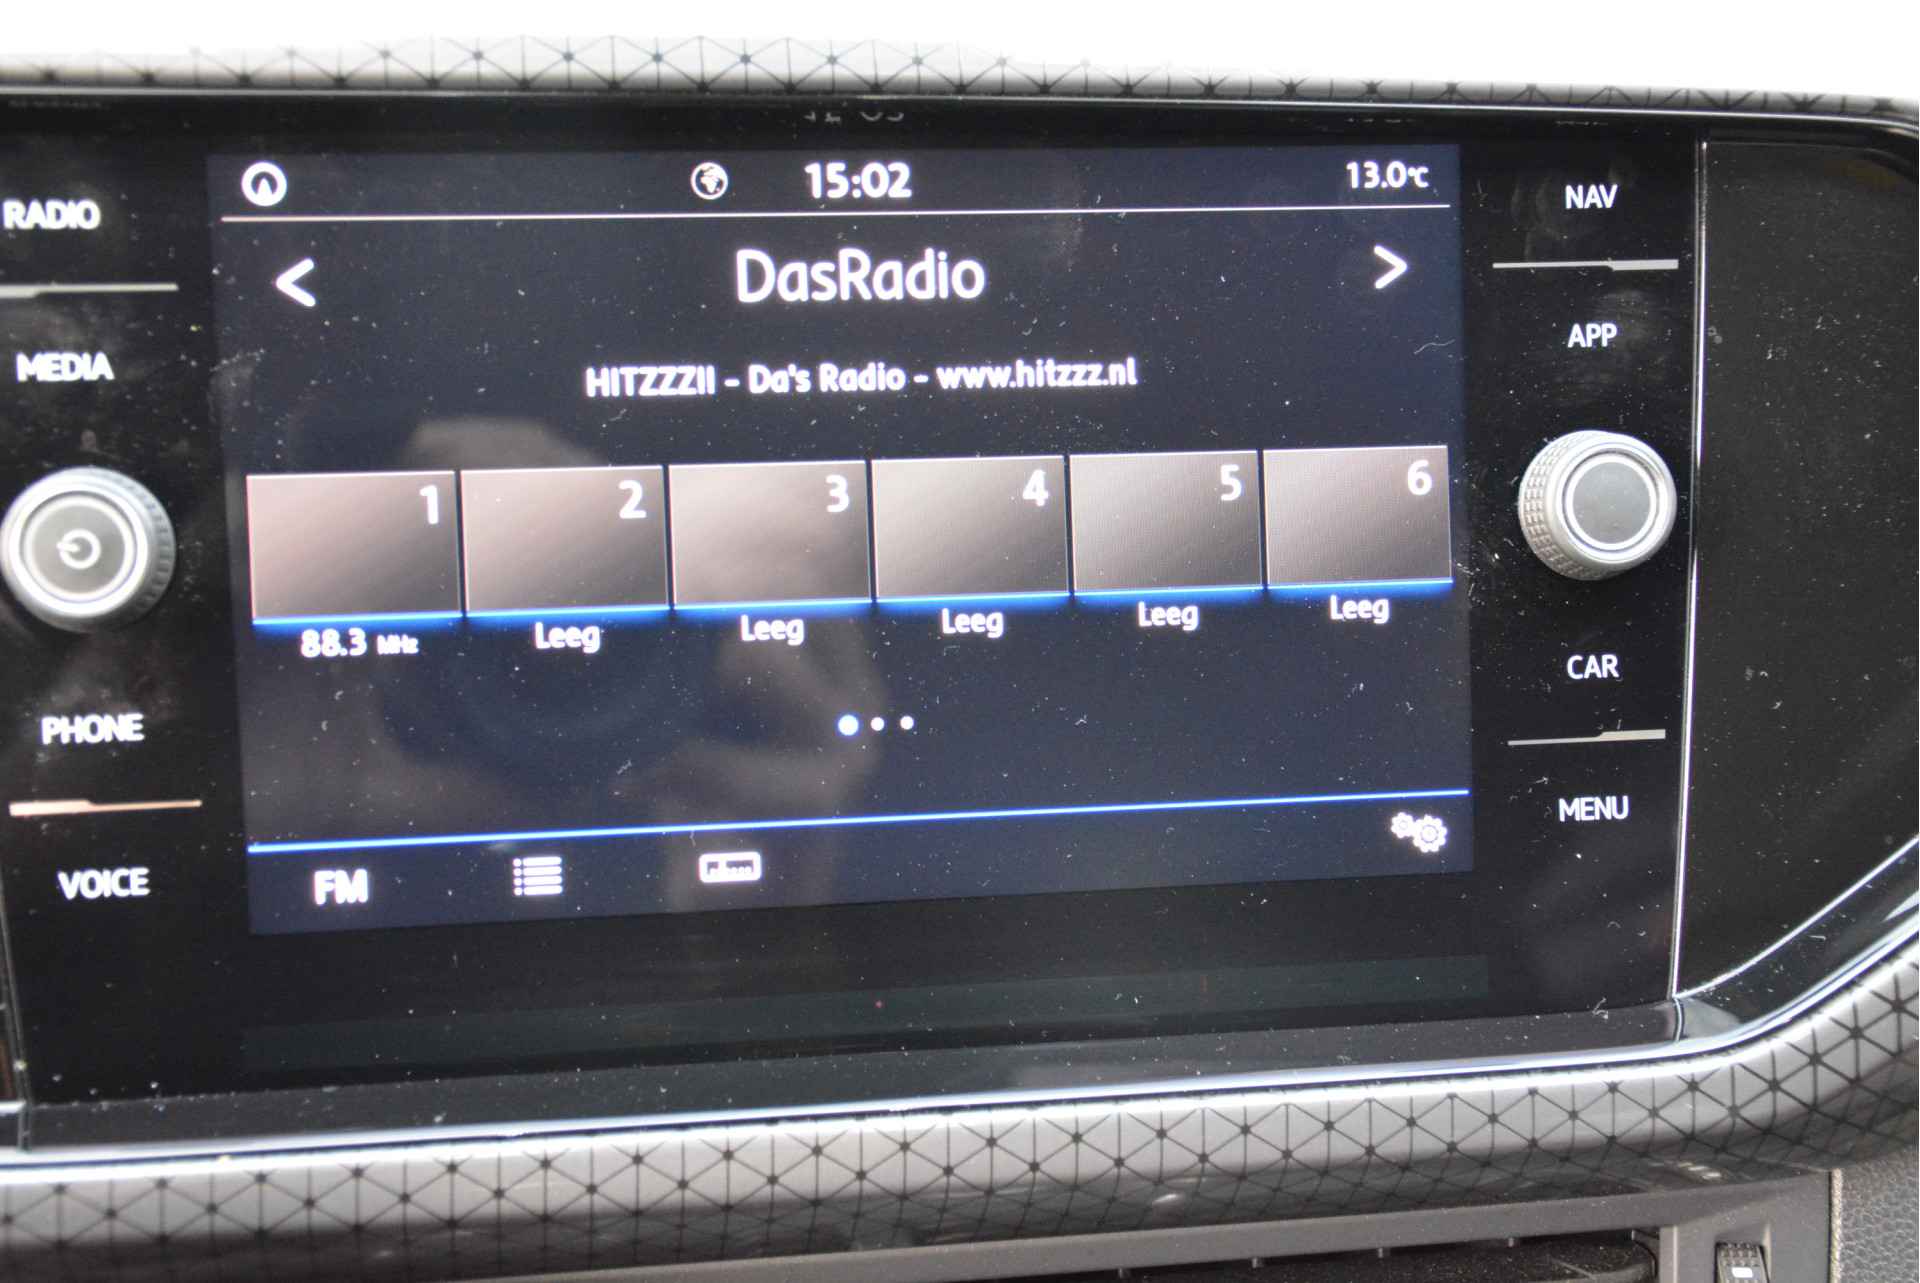 15:02
13.0°C
RADIO
NAV
DasRadio
MEDIA
APP
HITZZZ!! - Da's Radio - www.hitzzz.nl
1 2 3 4 5 6
88.3 MHz Leeg Leeg Leeg Leeg Leeg
CAR
PHONE
MENU
FM
VOICE